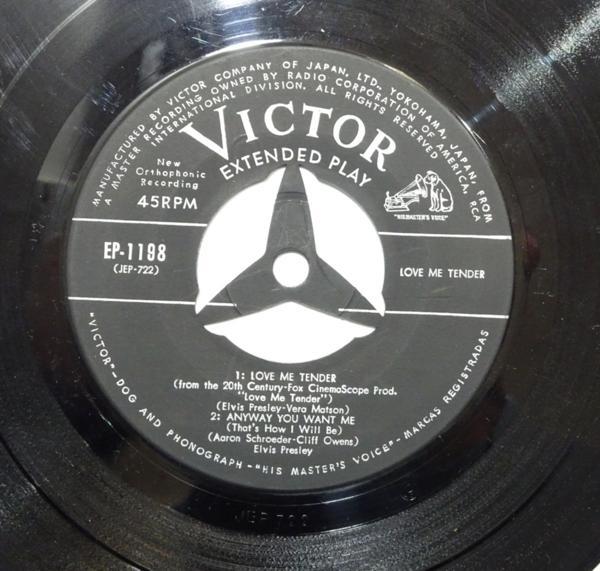 MANUFACTURED BY VICTOR COMPANY OF JAPAN, LTD., YOKOHAMA, JAPAN, FROM
A MASTER RECORDING OWNED BY RADIO CORPORATION OF AMERICA, RCA
INTERNATIONAL DIVISION. ALL RIGHTS RESERVED
VICTOR
EXTENDED PLAY
New
Orthophonic
Recording
45RPM
"HIS MASTER'S VOICE"
EP-1198
(JEP-722)
LOVE ME TENDER
1: LOVE ME TENDER
(from the 20th Century-Fox CinemaScope Prod.
"Love Me Tender")
(Elvis Presley-Vera Matson)
2: ANYWAY YOU WANT ME
(That's How I Will Be)
(Aaron Schroeder-Cliff Owens)
Elvis Presley
"VICTOR"-DOG AND PHONOGRAPH-"HIS MASTER'S VOICE"-MARCAS REGISTRADAS
JEP 722